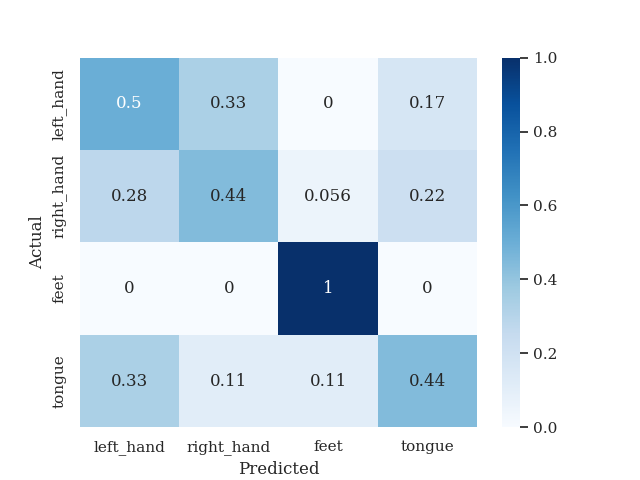 left_hand 0.5 0.33 0 0.17
right_hand 0.28 0.44 0.056 0.22
feet 0 0 1 0
tongue 0.33 0.11 0.11 0.44
left_hand right_hand feet tongue
Predicted
Actual
1.0
0.8
0.6
0.4
0.2
0.0